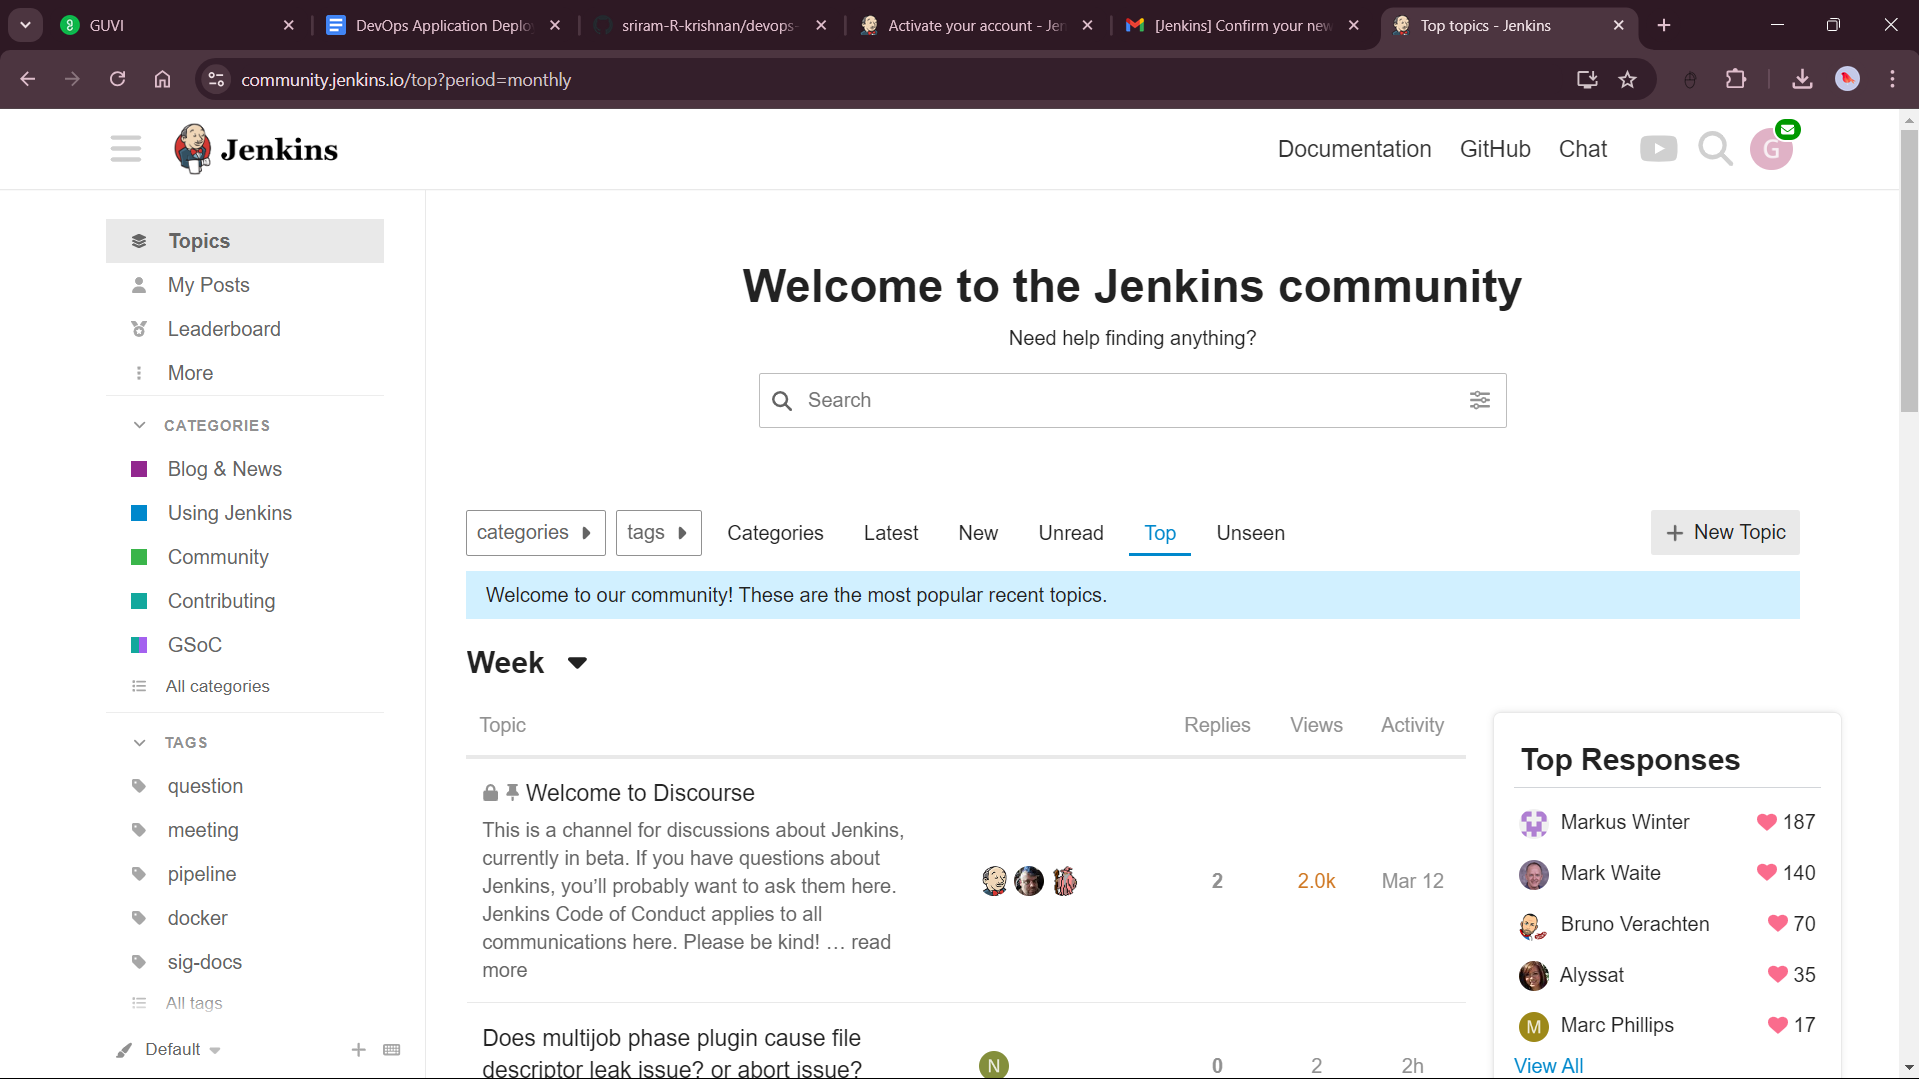 GUVI
DevOps Application Deplo
sriram-R-krishnan/devops-
Activate your account - Jen
[Jenkins] Confirm your new
Top topics - Jenkins
community.jenkins.io/top?period=monthly
Jenkins
Documentation
GitHub
Chat
G
Topics
My Posts
Leaderboard
More
CATEGORIES
Blog & News
Using Jenkins
Community
Contributing
GSoC
All categories
TAGS
question
meeting
pipeline
docker
sig-docs
All tags
Default
Welcome to the Jenkins community
Need help finding anything?
Search
categories
tags
Categories
Latest
New
Unread
Top
Unseen
+ New Topic
Welcome to our community! These are the most popular recent topics.
Week
Topic Replies Views Activity
Welcome to Discourse
This is a channel for discussions about Jenkins,
currently in beta. If you have questions about
Jenkins, you’ll probably want to ask them here.
Jenkins Code of Conduct applies to all
communications here. Please be kind! … read
more
2 2.0k Mar 12
Does multijob phase plugin cause file
descriptor leak issue? or abort issue?
N
0 2 2h
Top Responses
Markus Winter 187
Mark Waite 140
Bruno Verachten 70
Alyssat 35
M Marc Phillips 17
View All